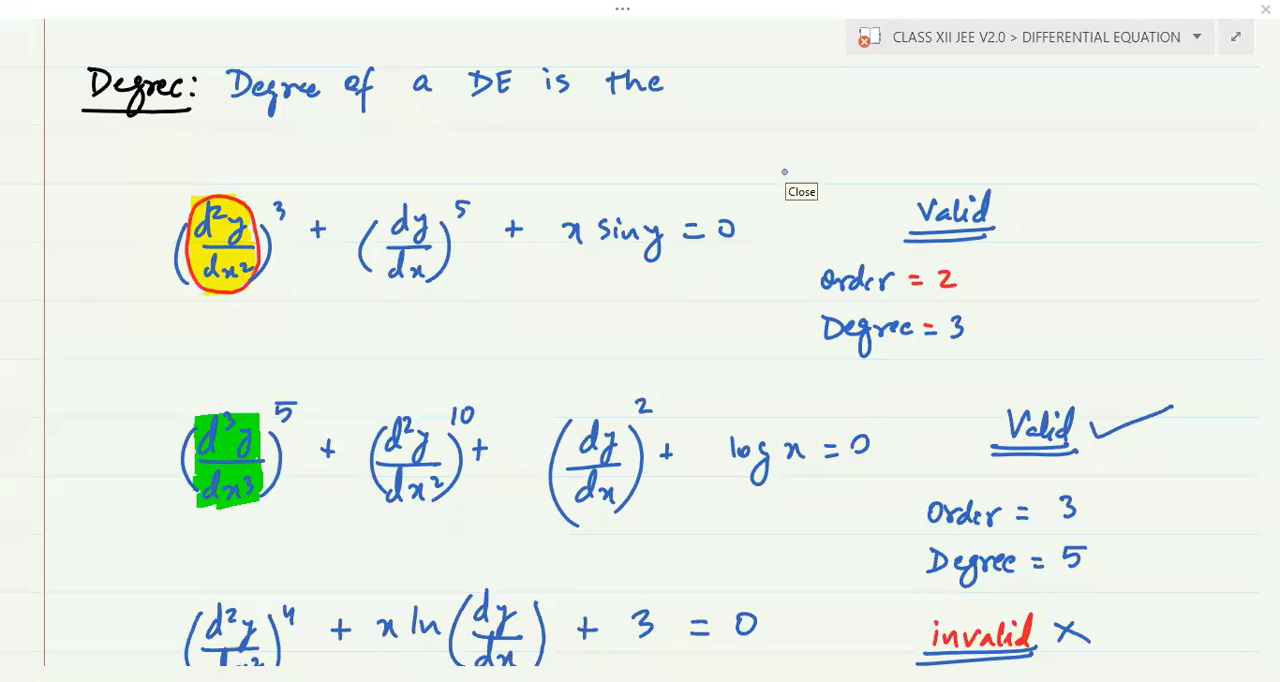 ...
CLASS XII JEE V2.0 > DIFFERENTIAL EQUATION
Degree: Degree of a DE is the
Close
(d²y/dx²)³ + (dy/dx)⁵ + x sin y = 0
Valid
Order = 2
Degree = 3
(d³y/dx³)⁵ + (d²y/dx²)¹⁰ + (dy/dx)² + log x = 0
Valid ✓
Order = 3
Degree = 5
(d²y/dx²)⁴ + x ln(dy/dx) + 3 = 0
invalid ×